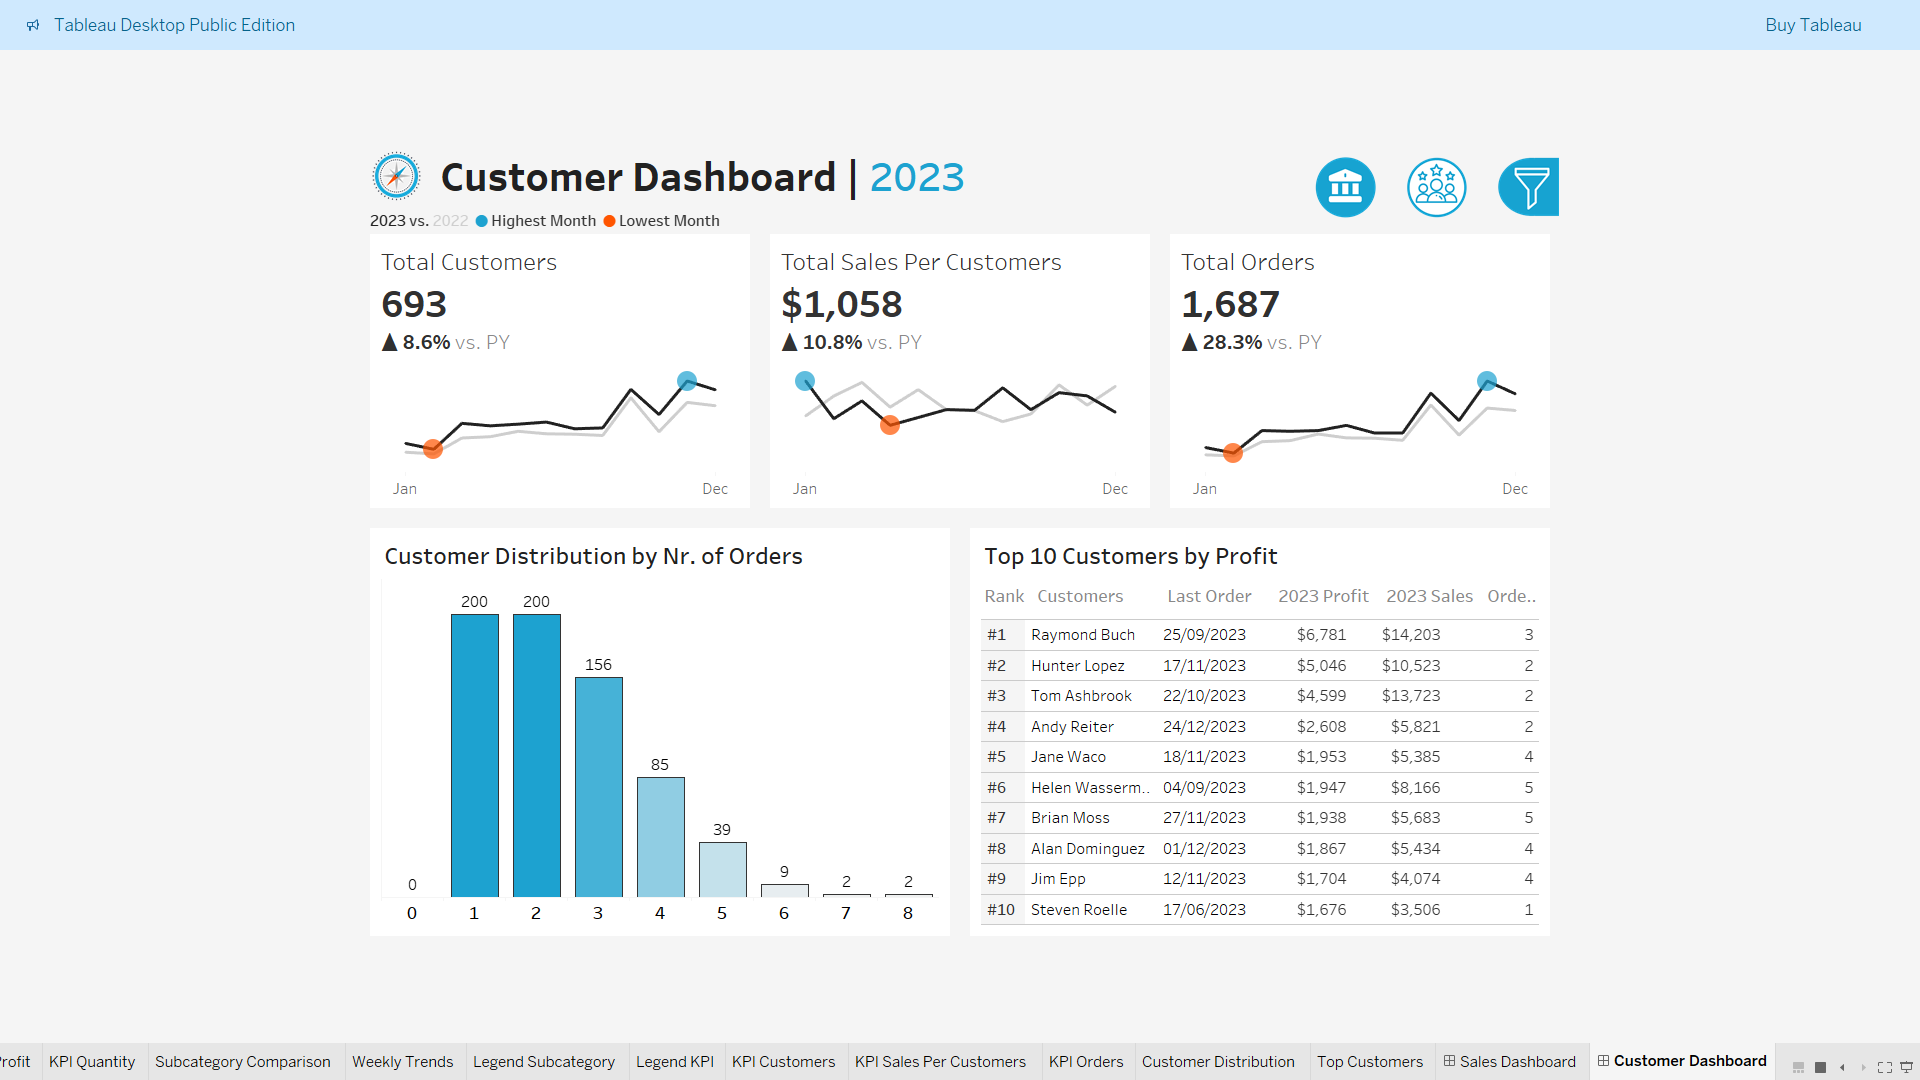 Tableau Desktop Public Edition
Buy Tableau
Customer Dashboard | 2023
2023 vs. 2022 Highest Month Lowest Month
Total Customers
693
▲ 8.6% vs. PY
Jan Dec
Total Sales Per Customers
$1,058
▲ 10.8% vs. PY
Jan Dec
Total Orders
1,687
▲ 28.3% vs. PY
Jan Dec
Customer Distribution by Nr. of Orders
0 200 200 156 85 39 9 2 2
0 1 2 3 4 5 6 7 8
Top 10 Customers by Profit
Rank Customers Last Order 2023 Profit 2023 Sales Orde..
#1 Raymond Buch 25/09/2023 $6,781 $14,203 3
#2 Hunter Lopez 17/11/2023 $5,046 $10,523 2
#3 Tom Ashbrook 22/10/2023 $4,599 $13,723 2
#4 Andy Reiter 24/12/2023 $2,608 $5,821 2
#5 Jane Waco 18/11/2023 $1,953 $5,385 4
#6 Helen Wasserm.. 04/09/2023 $1,947 $8,166 5
#7 Brian Moss 27/11/2023 $1,938 $5,683 5
#8 Alan Dominguez 01/12/2023 $1,867 $5,434 4
#9 Jim Epp 12/11/2023 $1,704 $4,074 4
#10 Steven Roelle 17/06/2023 $1,676 $3,506 1
rofit KPI Quantity Subcategory Comparison Weekly Trends Legend Subcategory Legend KPI KPI Customers KPI Sales Per Customers KPI Orders Customer Distribution Top Customers Sales Dashboard Customer Dashboard